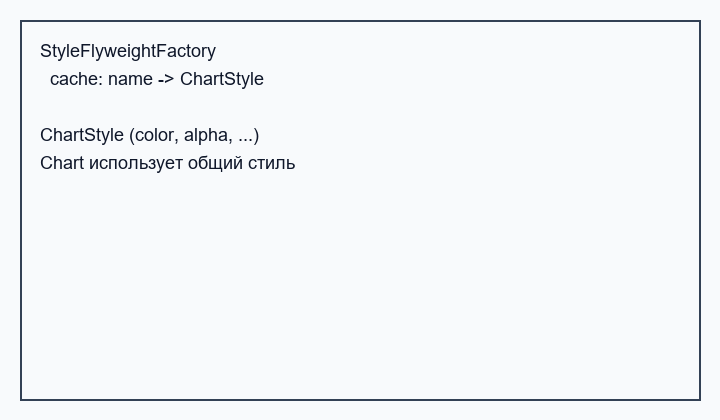 StyleFlyweightFactory
cache: name -> ChartStyle
ChartStyle (color, alpha, ...)
Chart использует общий стиль